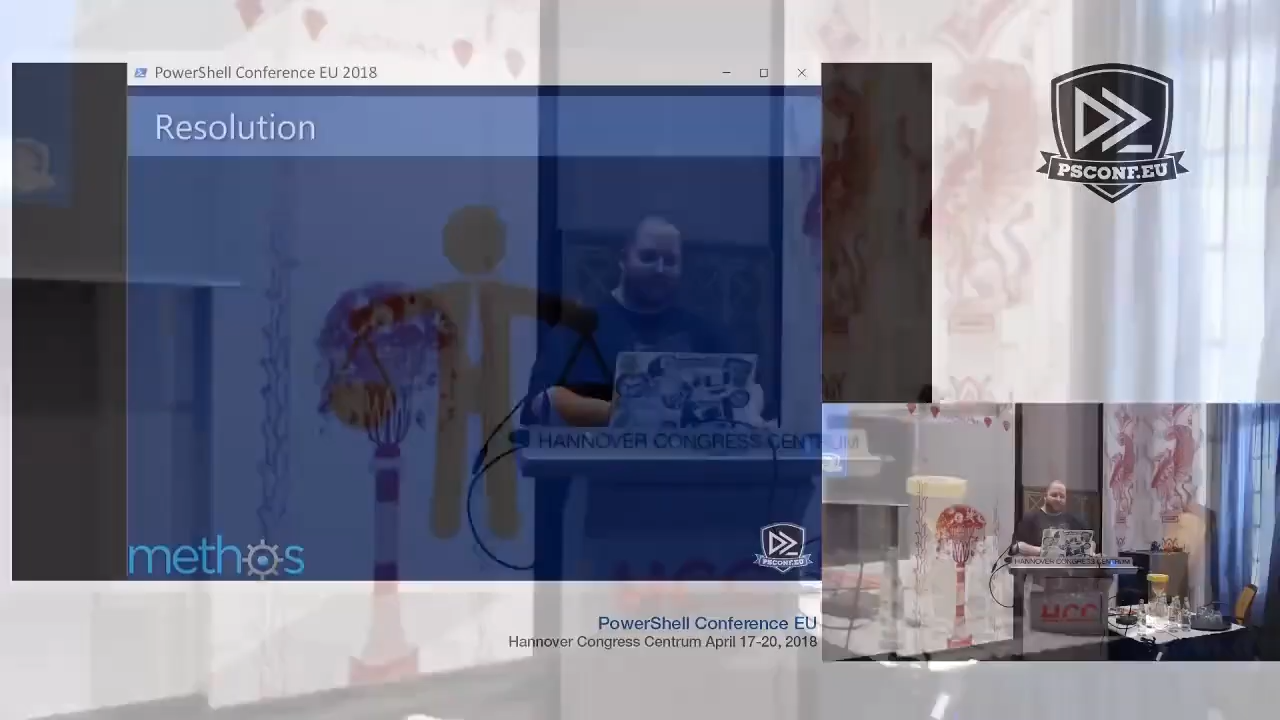 PowerShell Conference EU 2018
Resolution
PSCONF.EU
HANNOVER CONGRESS CENTRUM
methos
PSCONF.EU
HCC
PowerShell Conference EU
Hannover Congress Centrum April 17-20, 2018
HANNOVER CONGRESS CENTRUM
HCC